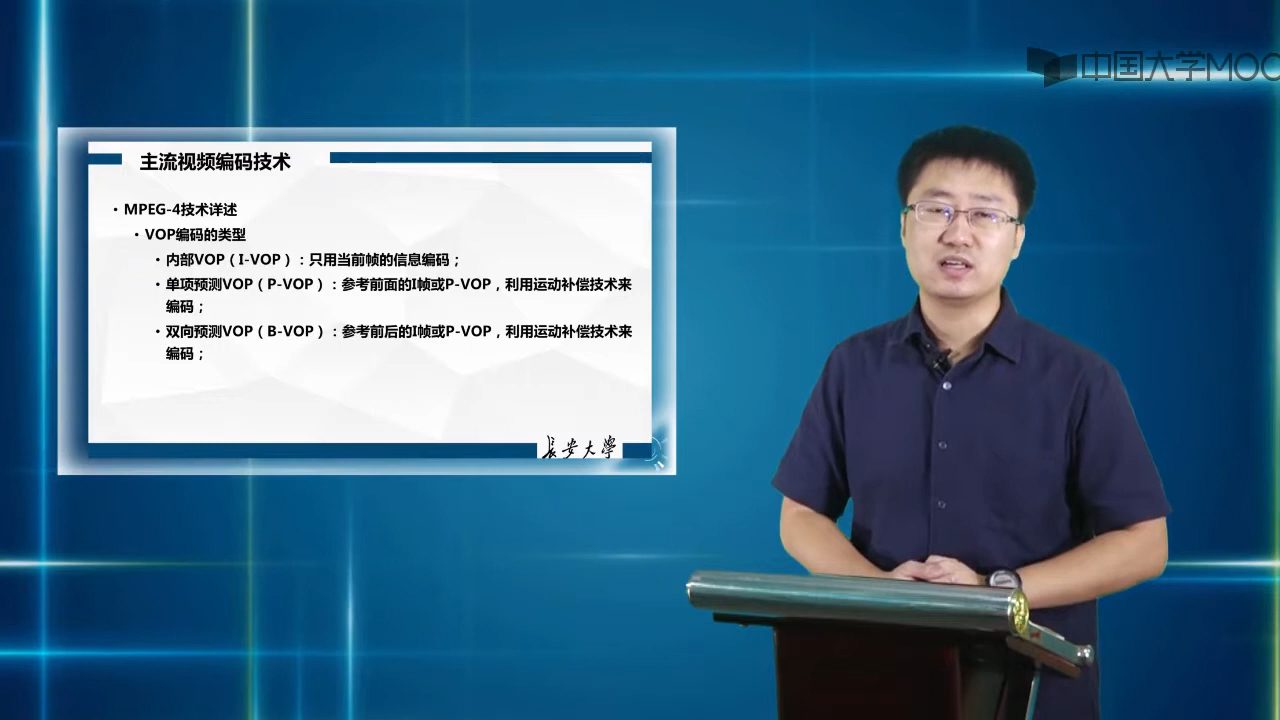 中国大学MOC
主流视频编码技术
• MPEG-4技术详述
• VOP编码的类型
• 内部VOP（I-VOP）：只用当前帧的信息编码；
• 单项预测VOP（P-VOP）：参考前面的I帧或P-VOP，利用运动补偿技术来
编码；
• 双向预测VOP（B-VOP）：参考前后的I帧或P-VOP，利用运动补偿技术来
编码；
長安大學